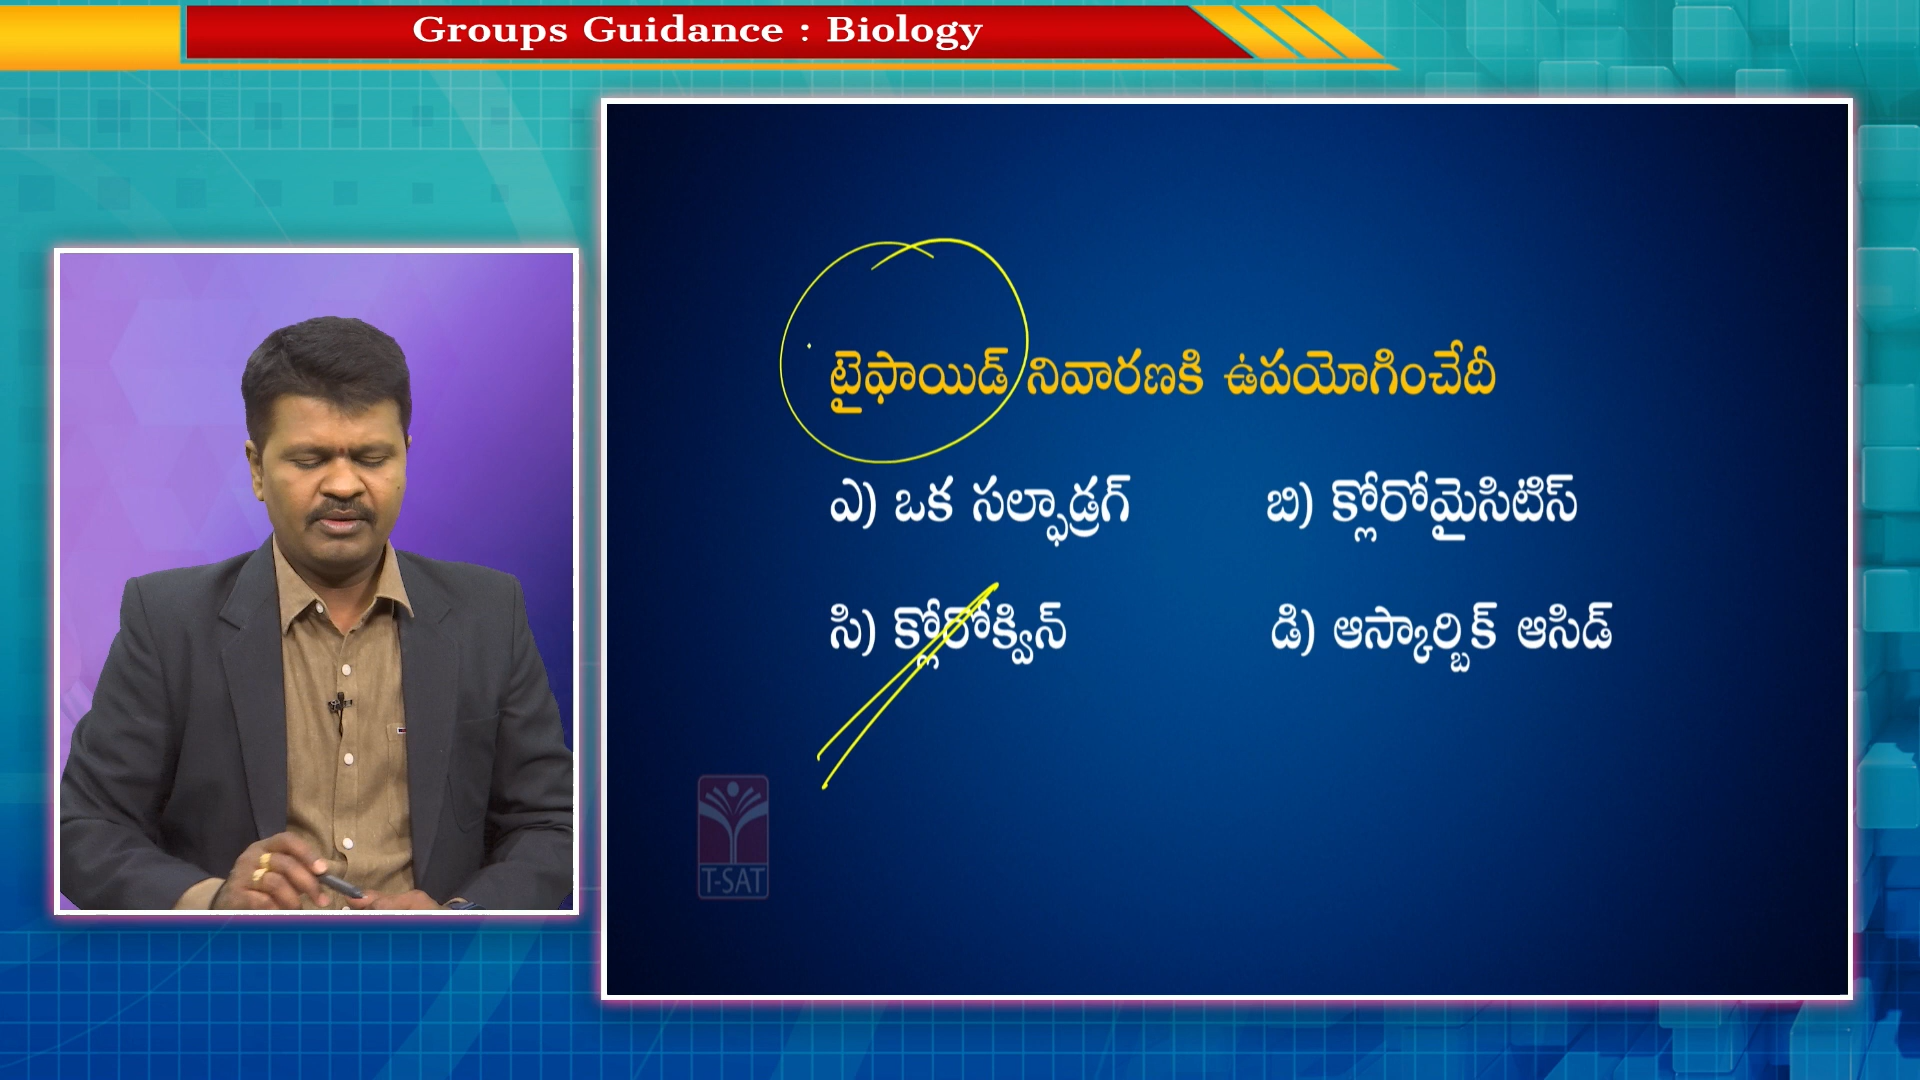 Groups Guidance : Biology
టైఫాయిడ్ నివారణకి ఉపయోగించేదీ
ఎ) ఒక సల్ఫాడ్రగ్ బి) క్లోరోమైసిటిస్
సి) క్లోరోక్విన్ డి) ఆస్కార్బిక్ ఆసిడ్
T-SAT